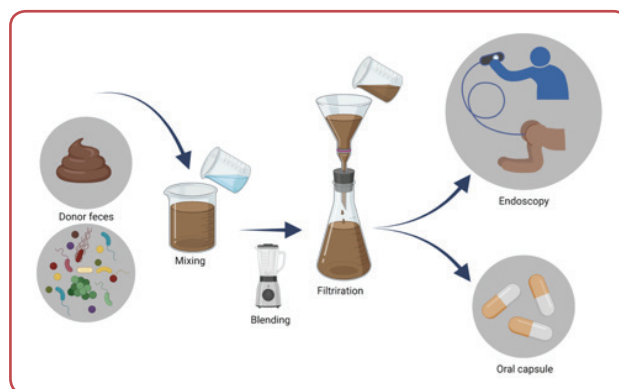 Donor feces
Mixing
Blending
Filtriration
Endoscopy
Oral capsule